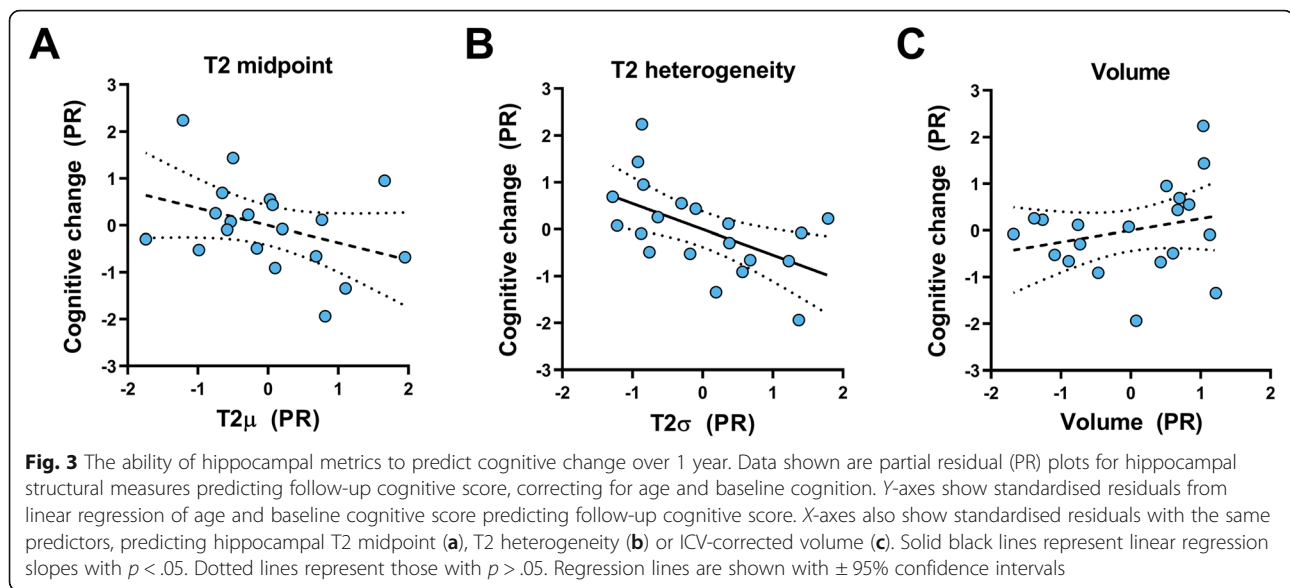 A
T2 midpoint
Cognitive change (PR)
3
2
1
0
-1
-2
-3
-2
-1
0
1
2
T2μ (PR)
B
T2 heterogeneity
Cognitive change (PR)
3
2
1
0
-1
-2
-3
-2
-1
0
1
2
T2σ (PR)
C
Volume
Cognitive change (PR)
3
2
1
0
-1
-2
-3
-2
-1
0
1
2
Volume (PR)
Fig. 3 The ability of hippocampal metrics to predict cognitive change over 1 year. Data shown are partial residual (PR) plots for hippocampal
structural measures predicting follow-up cognitive score, correcting for age and baseline cognition. Y-axes show standardised residuals from
linear regression of age and baseline cognitive score predicting follow-up cognitive score. X-axes also show standardised residuals with the same
predictors, predicting hippocampal T2 midpoint (a), T2 heterogeneity (b) or ICV-corrected volume (c). Solid black lines represent linear regression
slopes with p < .05. Dotted lines represent those with p > .05. Regression lines are shown with ± 95% confidence intervals